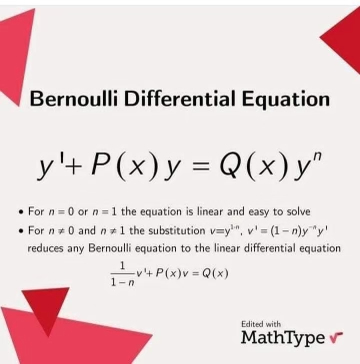 Bernoulli Differential Equation
y'+ P(x)y = Q(x)yⁿ
• For n = 0 or n = 1 the equation is linear and easy to solve
• For n ≠ 0 and n ≠ 1 the substitution v=y¹⁻ⁿ, v' = (1 − n)y⁻ⁿy'
reduces any Bernoulli equation to the linear differential equation
1/(1−n) v'+ P(x)v = Q(x)
Edited with
MathType